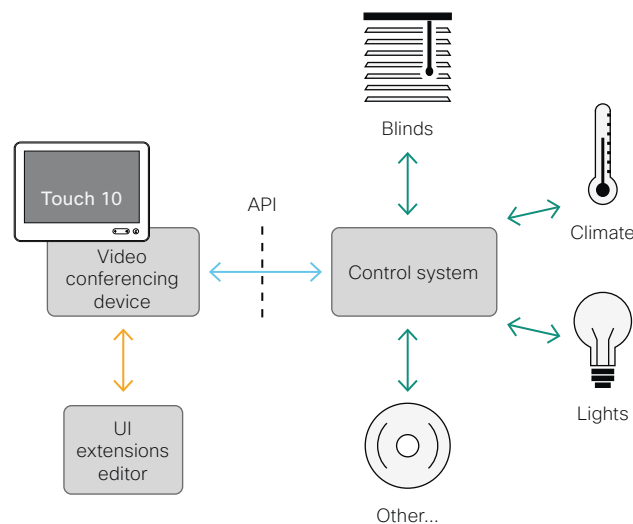 Blinds
Touch 10
API
Climate
Video
conferencing
device
Control system
Lights
UI
extensions
editor
Other...